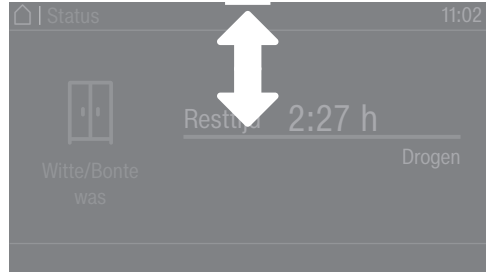 | Status 11:02
Resttijd 2:27 h
Drogen
Witte/Bonte
was